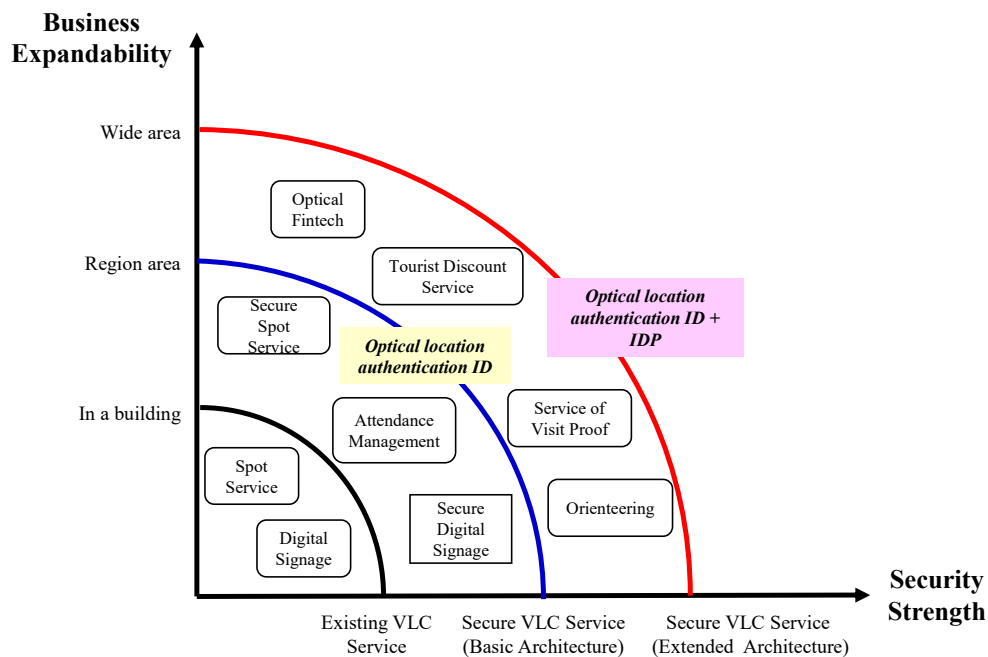 Business
Expandability
Wide area
Optical
Fintech
Region area
Tourist Discount
Service
Optical location
authentication ID +
IDP
Secure
Spot
Service
Optical location
authentication ID
In a building
Attendance
Management
Service of
Visit Proof
Spot
Service
Secure
Digital
Signage
Orienteering
Digital
Signage
Security
Strength
Existing VLC
Service
Secure VLC Service
(Basic Architecture)
Secure VLC Service
(Extended Architecture)